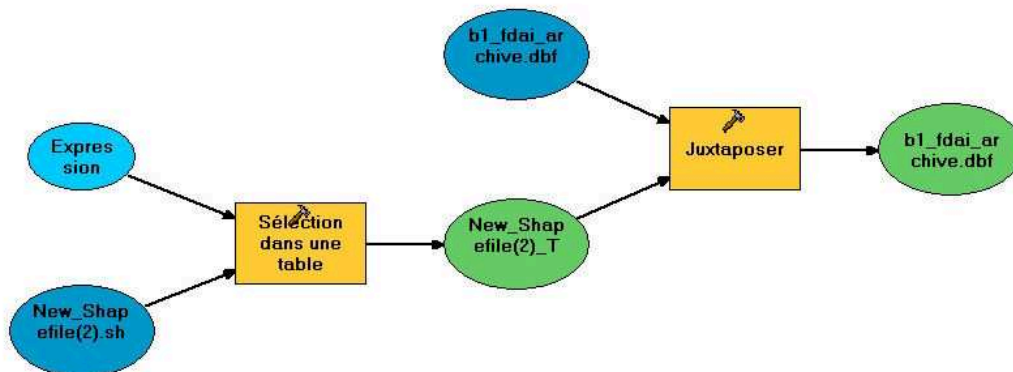 b1_fdai_ar
chive.dbf
Expres
sion
Juxtaposer
b1_fdai_ar
chive.dbf
Sélection
dans une
table
New_Shap
efile(2)_T
New_Shap
efile(2).sh